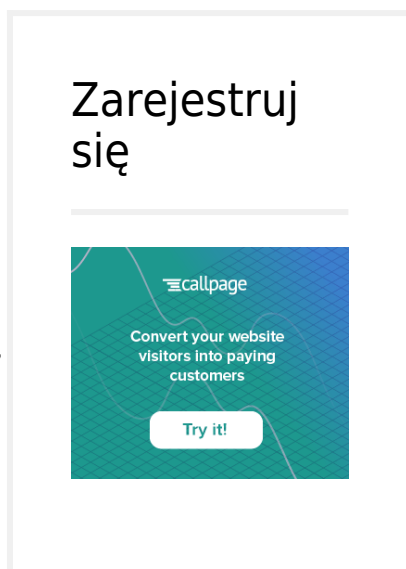 Zarejestruj
się
callpage
Convert your website
visitors into paying
customers
Try it!